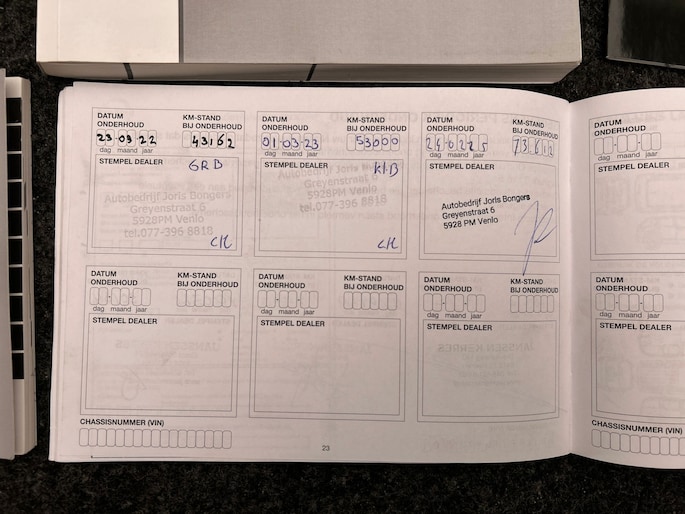 DATUM
ONDERHOUD
KM-STAND
BIJ ONDERHOUD
23-03-22
43162
dag maand jaar
STEMPEL DEALER
GRB
Autobedrijf Joris Bongers
Greyenstraat 6
5928PM Venlo
tel.077-396 8818
DATUM
ONDERHOUD
KM-STAND
BIJ ONDERHOUD
01-03-23
53000
dag maand jaar
STEMPEL DEALER
KLB
Autobedrijf Joris Bongers
Greyenstraat 6
5928PM Venlo
tel.077-396 8818
DATUM
ONDERHOUD
KM-STAND
BIJ ONDERHOUD
240225
73612
dag maand jaar
STEMPEL DEALER
Autobedrijf Joris Bongers
Greyenstraat 6
5928 PM Venlo
DATUM
ONDERHOUD
dag maand jaar
STEMPEL DEALER
DATUM
ONDERHOUD
KM-STAND
BIJ ONDERHOUD
dag maand jaar
STEMPEL DEALER
DATUM
ONDERHOUD
KM-STAND
BIJ ONDERHOUD
dag maand jaar
STEMPEL DEALER
DATUM
ONDERHOUD
KM-STAND
BIJ ONDERHOUD
dag maand jaar
STEMPEL DEALER
DATUM
ONDERHOUD
dag maand jaar
STEMPEL DEALER
CHASSISNUMMER (VIN)
CHASSISNUMMER (VIN)
23